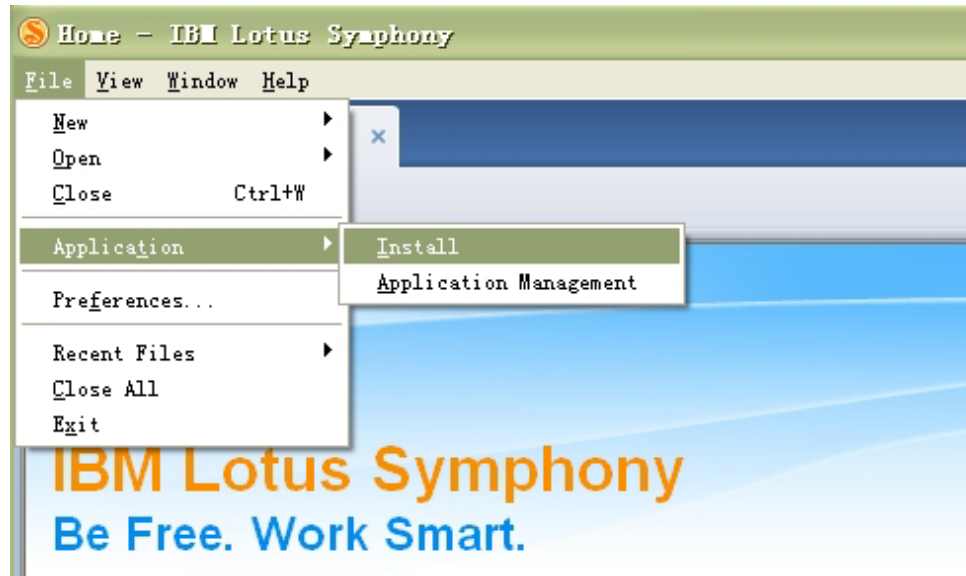 Home - IBM Lotus Symphony
File View Window Help
New
Open
Close Ctrl+W
Application
Install
Application Management
Preferences...
Recent Files
Close All
Exit
IBM Lotus Symphony
Be Free. Work Smart.